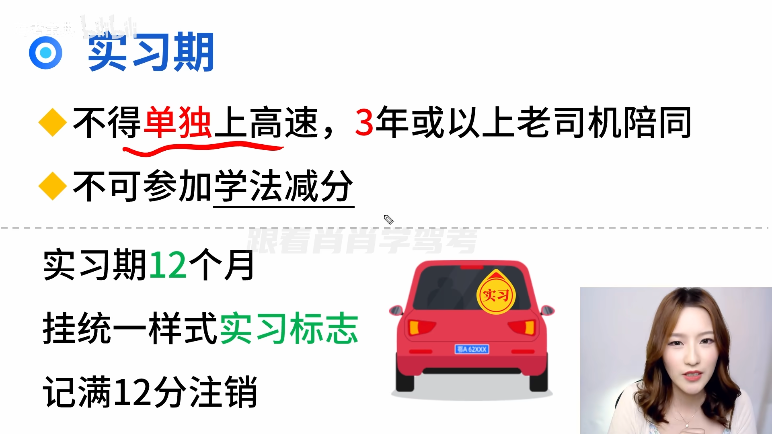 实习期
不得单独上高速，3年或以上老司机陪同
不可参加学法减分
跟着肖肖学驾考
实习期12个月
实习
挂统一样式实习标志
粤A 62XXX
记满12分注销